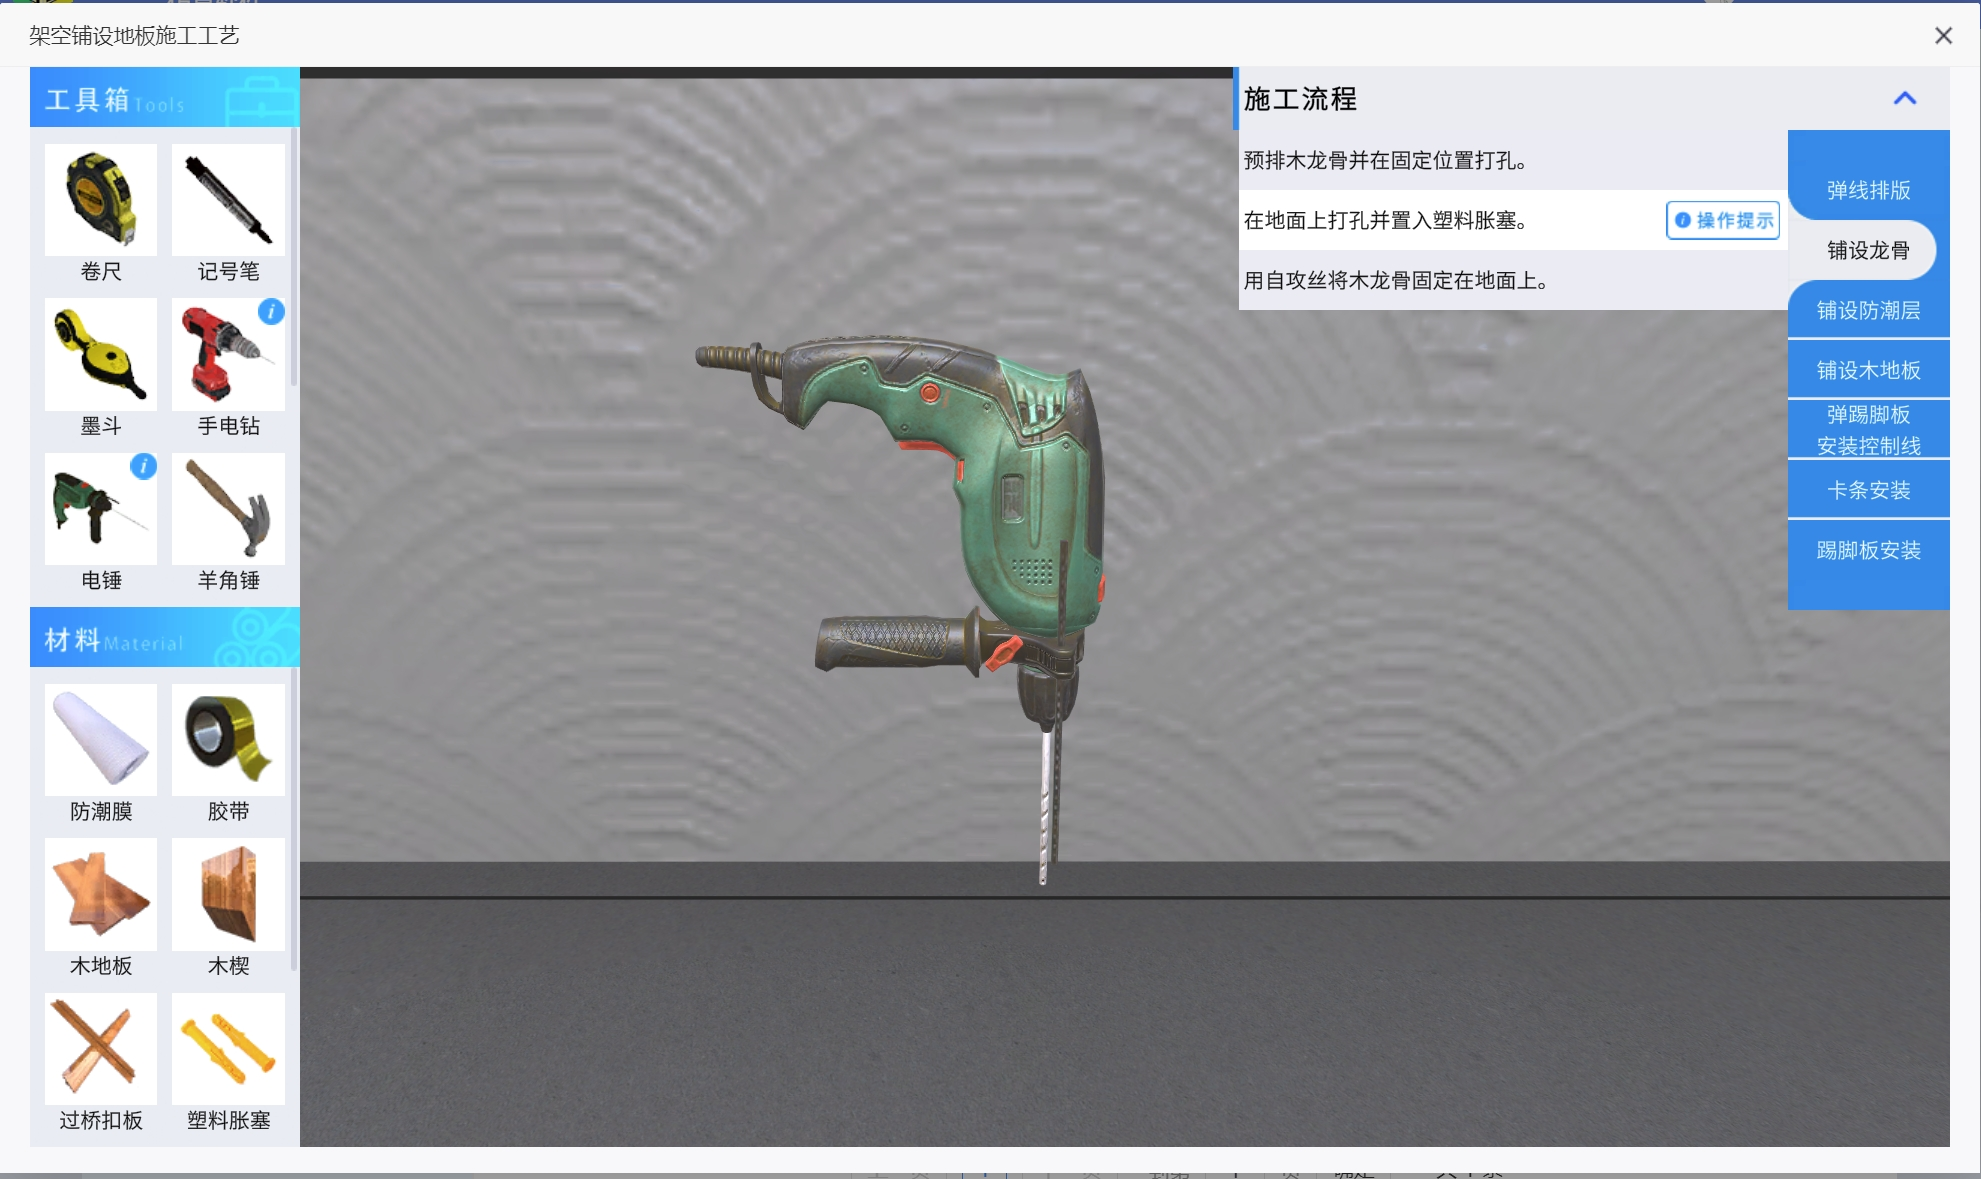 架空铺设地板施工工艺
工具箱 Tools
卷尺
记号笔
墨斗
手电钻
电锤
羊角锤
材料 Material
防潮膜
胶带
木地板
木楔
过桥扣板
塑料胀塞
施工流程
预排木龙骨并在固定位置打孔。
在地面上打孔并置入塑料胀塞。
操作提示
用自攻丝将木龙骨固定在地面上。
弹线排版
铺设龙骨
铺设防潮层
铺设木地板
弹踢脚板
安装控制线
卡条安装
踢脚板安装